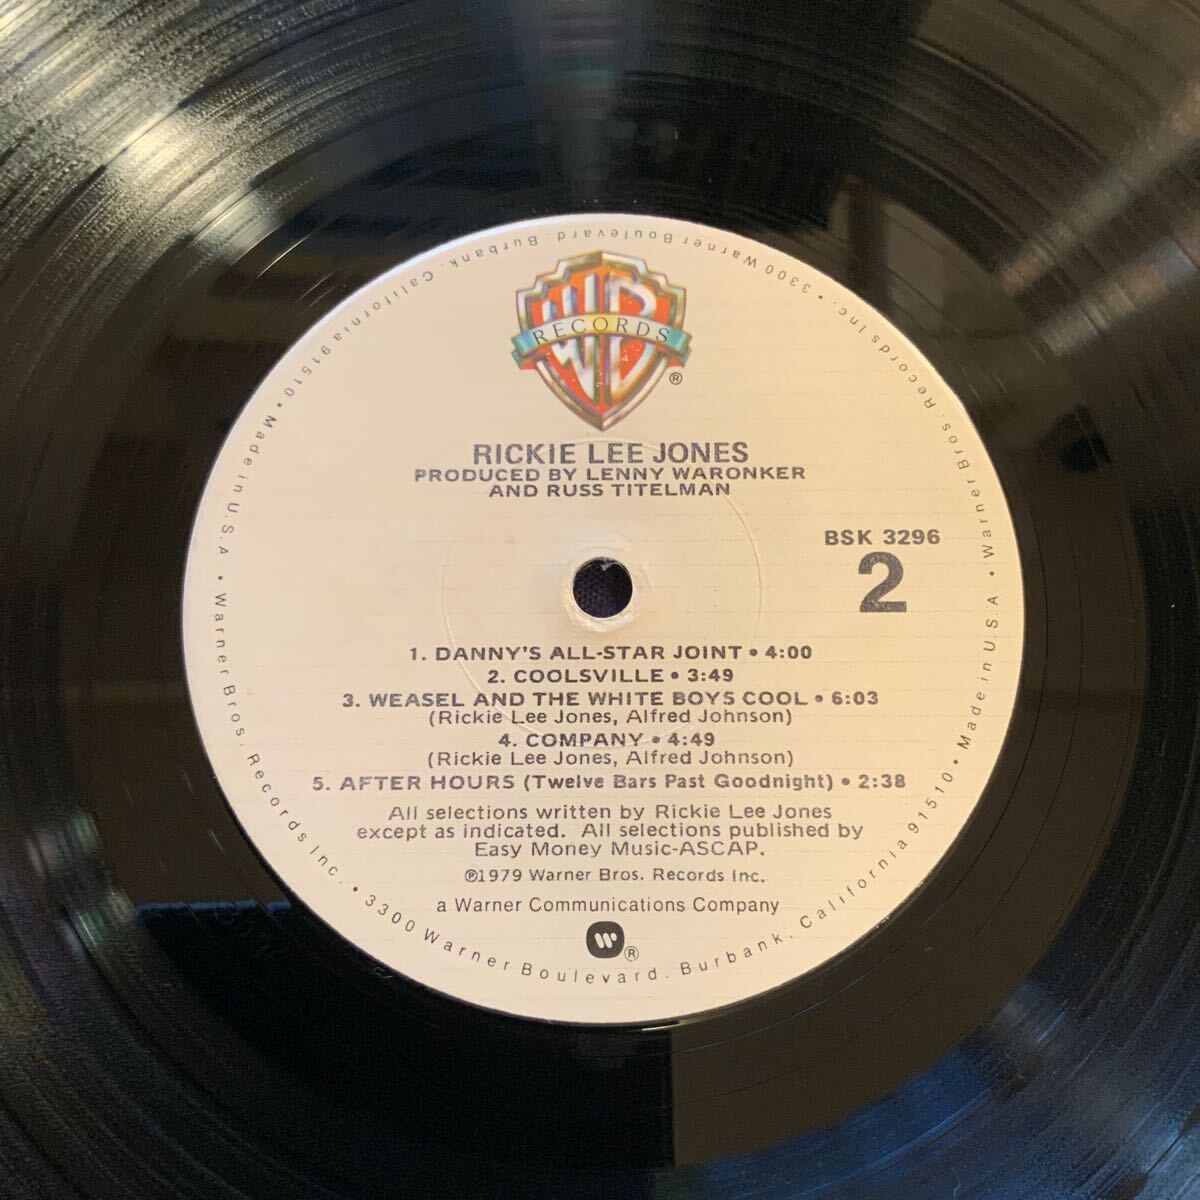 WB
RECORDS
®
RICKIE LEE JONES
PRODUCED BY LENNY WARONKER
AND RUSS TITELMAN
BSK 3296
2
1. DANNY'S ALL-STAR JOINT • 4:00
2. COOLSVILLE • 3:49
3. WEASEL AND THE WHITE BOYS COOL • 6:03
(Rickie Lee Jones, Alfred Johnson)
4. COMPANY • 4:49
(Rickie Lee Jones, Alfred Johnson)
5. AFTER HOURS (Twelve Bars Past Goodnight) • 2:38
All selections written by Rickie Lee Jones
except as indicated. All selections published by
Easy Money Music-ASCAP.
℗1979 Warner Bros. Records Inc.
a Warner Communications Company
W®
Warner Bros. Records Inc. • 3300 Warner Boulevard. Burbank, California 91510 • Made in U.S.A. • Warner Bros. Records Inc. • 3300 Warner Boulevard. Burbank, California 91510 • Made in U.S.A •